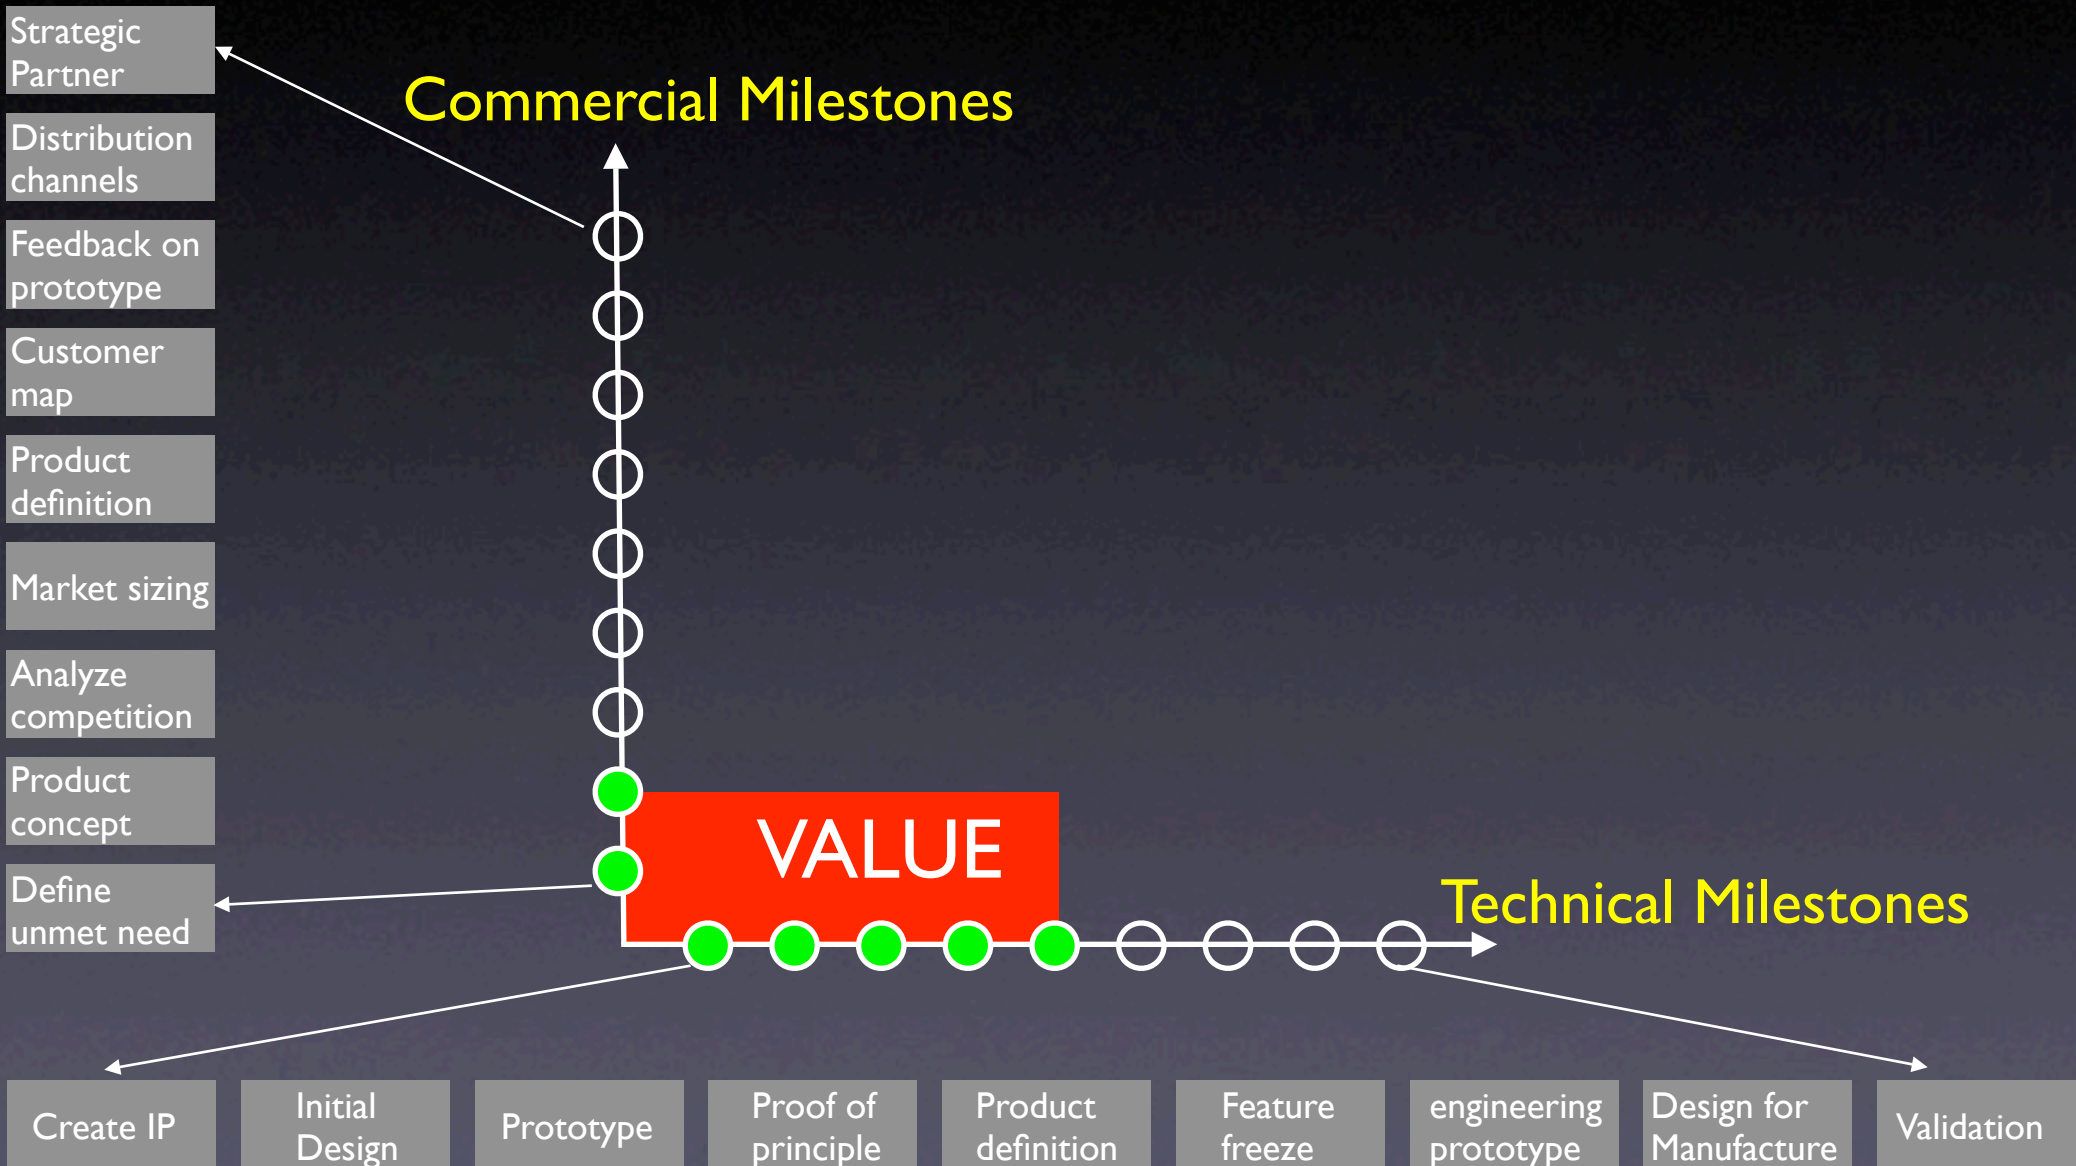 Strategic
Partner
Commercial Milestones
Distribution
channels
Feedback on
prototype
Customer
map
Product
definition
Market sizing
Analyze
competition
Product
concept
Define
unmet need
VALUE
Technical Milestones
Create IP
Initial
Design
Prototype
Proof of
principle
Product
definition
Feature
freeze
engineering
prototype
Design for
Manufacture
Validation